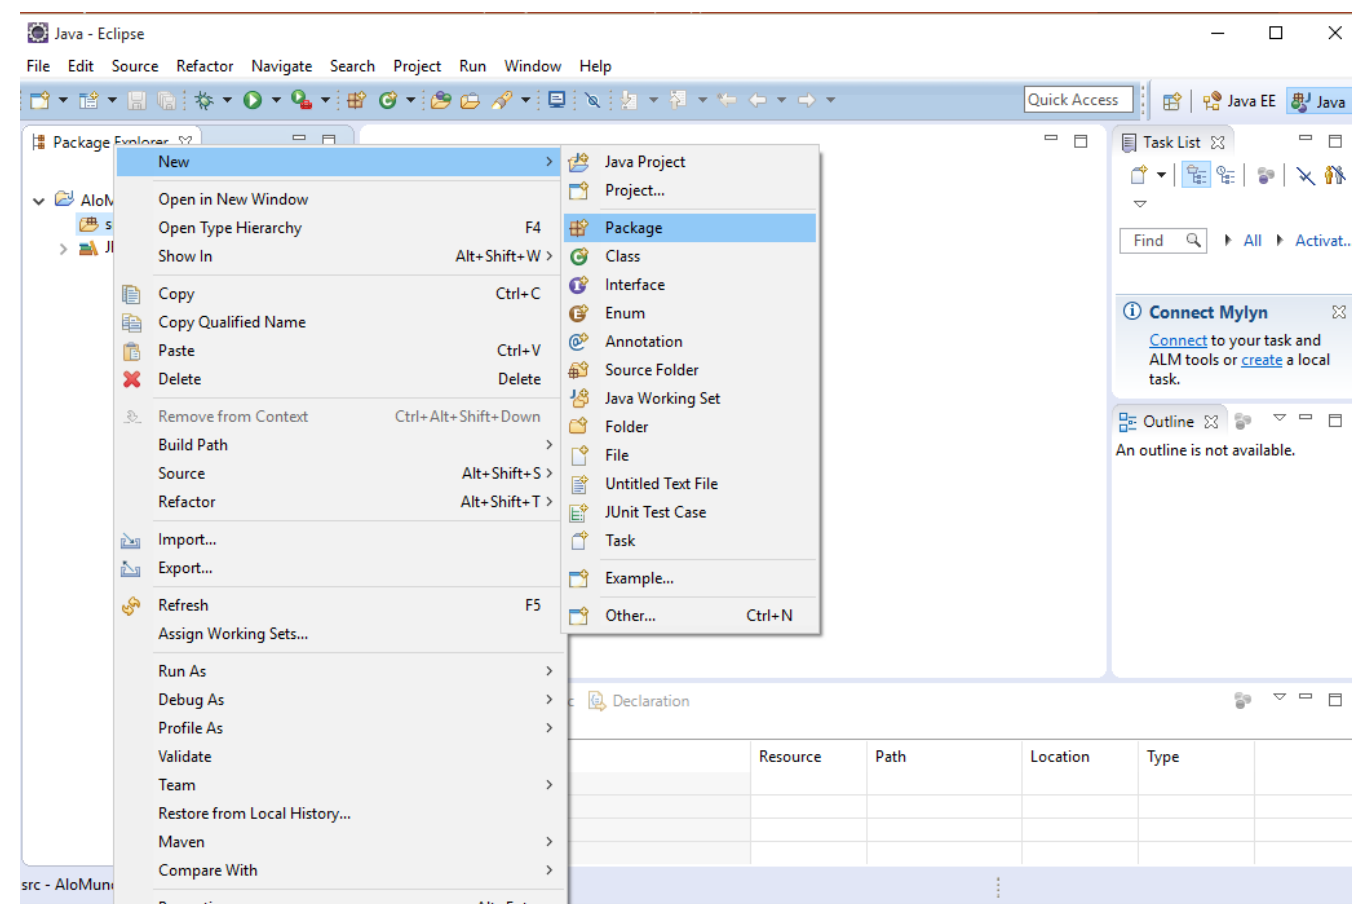 Java - Eclipse
File Edit Source Refactor Navigate Search Project Run Window Help
Quick Access
Java EE
Java
Package Explorer
AloM
src - AloMun
New
Open in New Window
Open Type Hierarchy F4
Show In Alt+Shift+W >
Copy Ctrl+C
Copy Qualified Name
Paste Ctrl+V
Delete Delete
Remove from Context Ctrl+Alt+Shift+Down
Build Path
Source Alt+Shift+S >
Refactor Alt+Shift+T >
Import...
Export...
Refresh F5
Assign Working Sets...
Run As
Debug As
Profile As
Validate
Team
Restore from Local History...
Maven
Compare With
Java Project
Project...
Package
Class
Interface
Enum
Annotation
Source Folder
Java Working Set
Folder
File
Untitled Text File
JUnit Test Case
Task
Example...
Other... Ctrl+N
Task List
Find
All
Activat...
Connect Mylyn
Connect to your task and
ALM tools or create a local
task.
Outline
An outline is not available.
Declaration
Resource Path Location Type